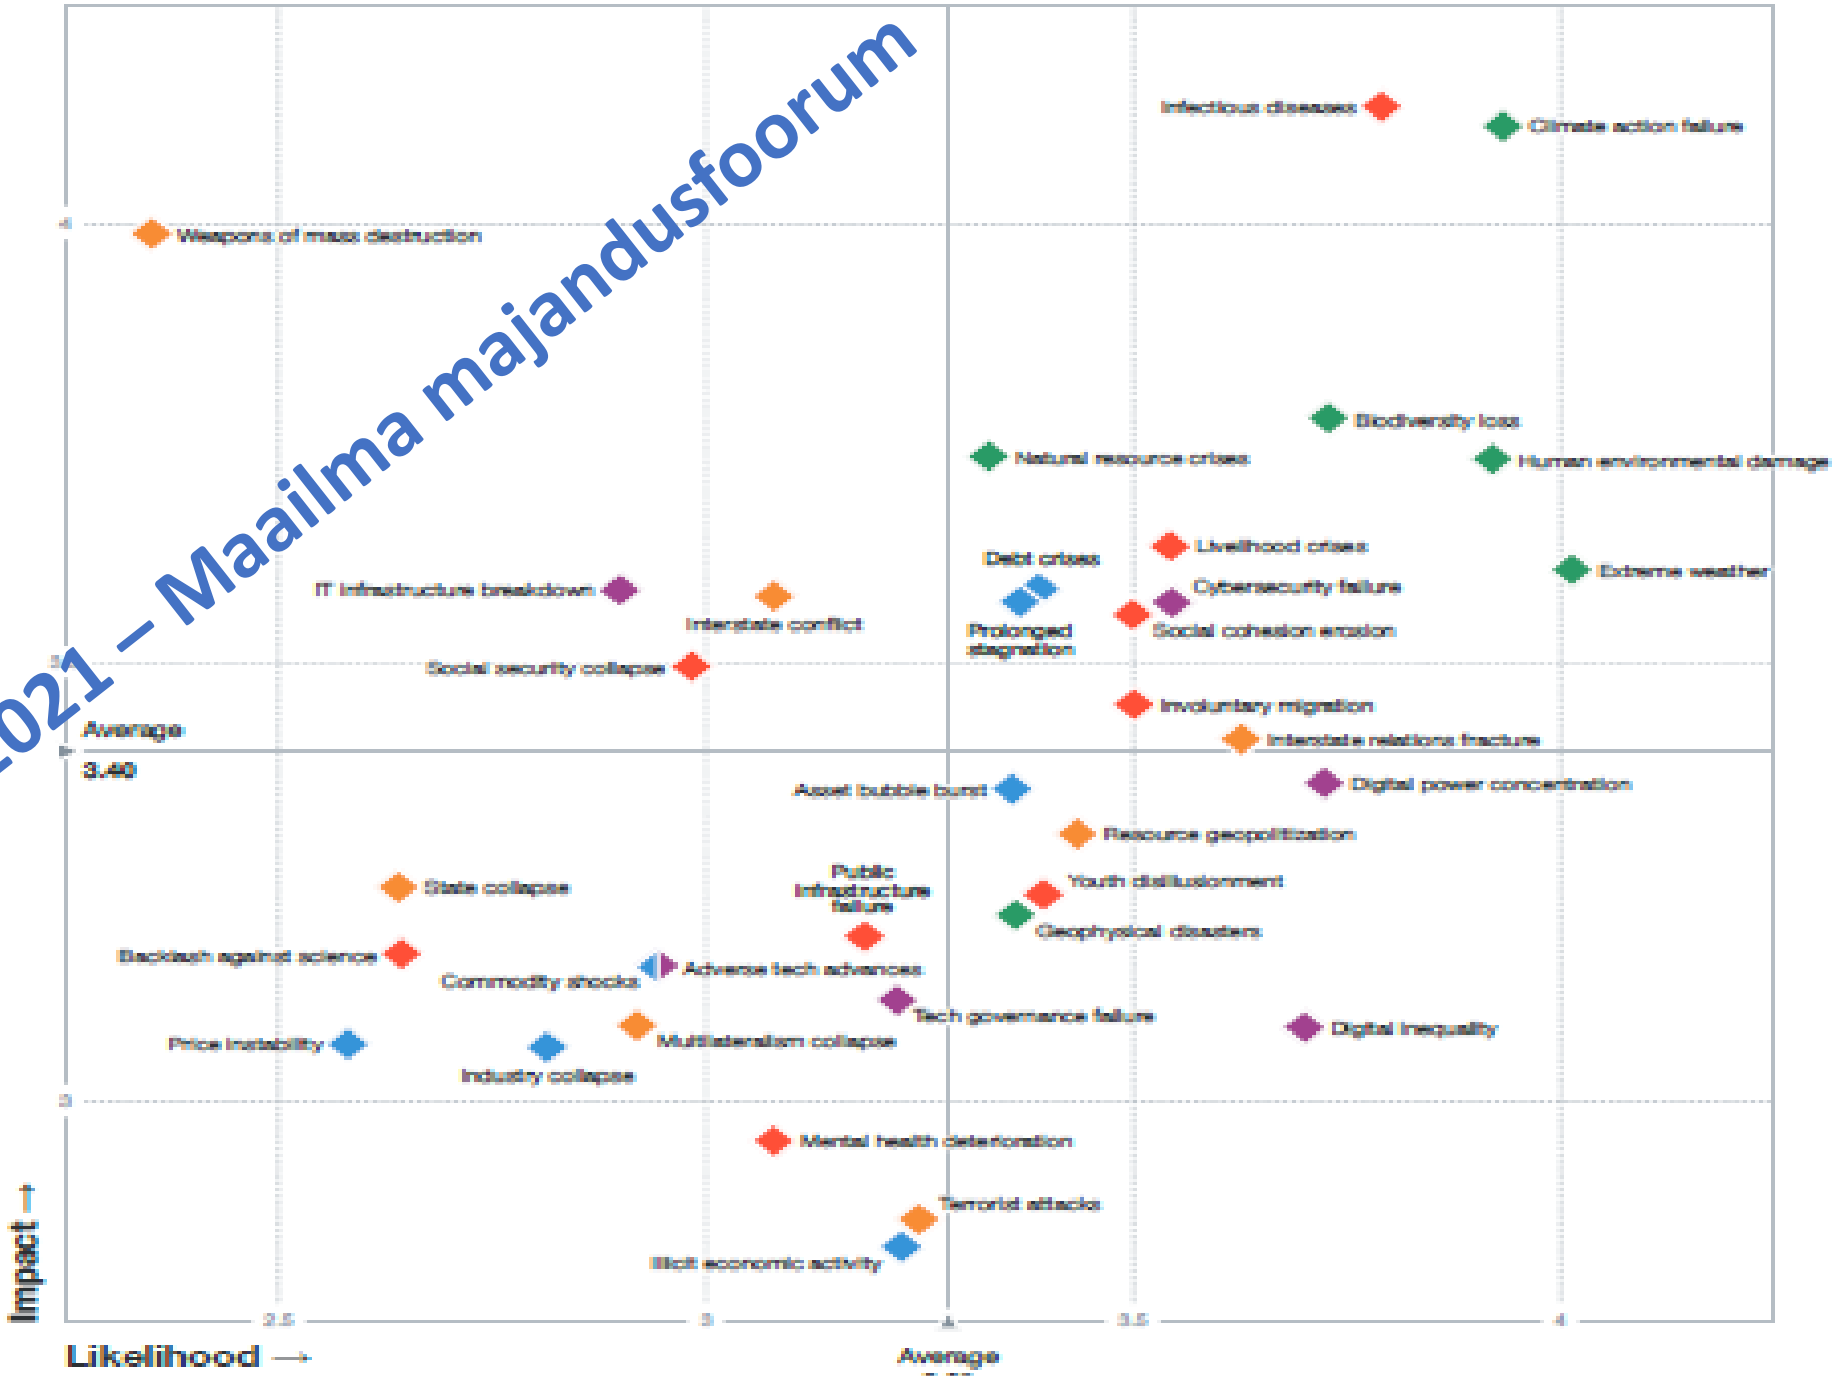 2021 – Maailma majandusfoorum
Infectious diseases
Climate action failure
4
Weapons of mass destruction
Biodiversity loss
Natural resource crises
Human environmental damage
Livelihood crises
Debt crises
Extreme weather
IT infrastructure breakdown
Cybersecurity failure
Interstate conflict
Prolonged
stagnation
Social cohesion erosion
Social security collapse
Involuntary migration
Average
Interstate relations fracture
3.40
Asset bubble burst
Digital power concentration
Resource geopolitization
Public
infrastructure
failure
State collapse
Youth disillusionment
Geophysical disasters
Backlash against science
Commodity shocks
Adverse tech advances
Tech governance failure
Digital inequality
Price instability
Multilateralism collapse
Industry collapse
3
Mental health deterioration
Terrorist attacks
Illicit economic activity
Impact →
2.5
3
3.5
4
Likelihood →
Average